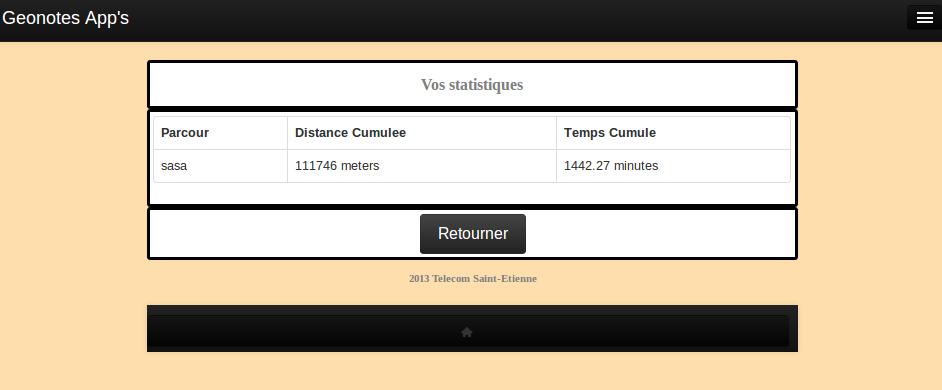 Geonotes App's
Vos statistiques
Parcour Distance Cumulee Temps Cumule
sasa 111746 meters 1442.27 minutes
Retourner
2013 Telecom Saint-Etienne